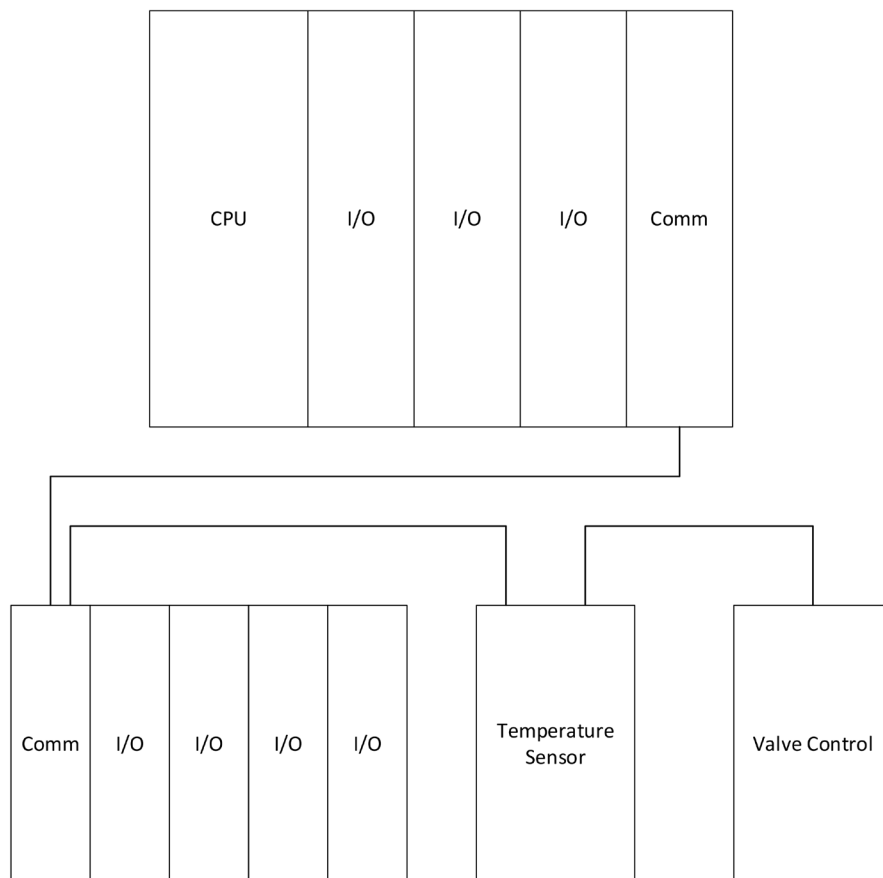 CPU
I/O
I/O
I/O
Comm
Comm
I/O
I/O
I/O
I/O
Temperature
Sensor
Valve Control